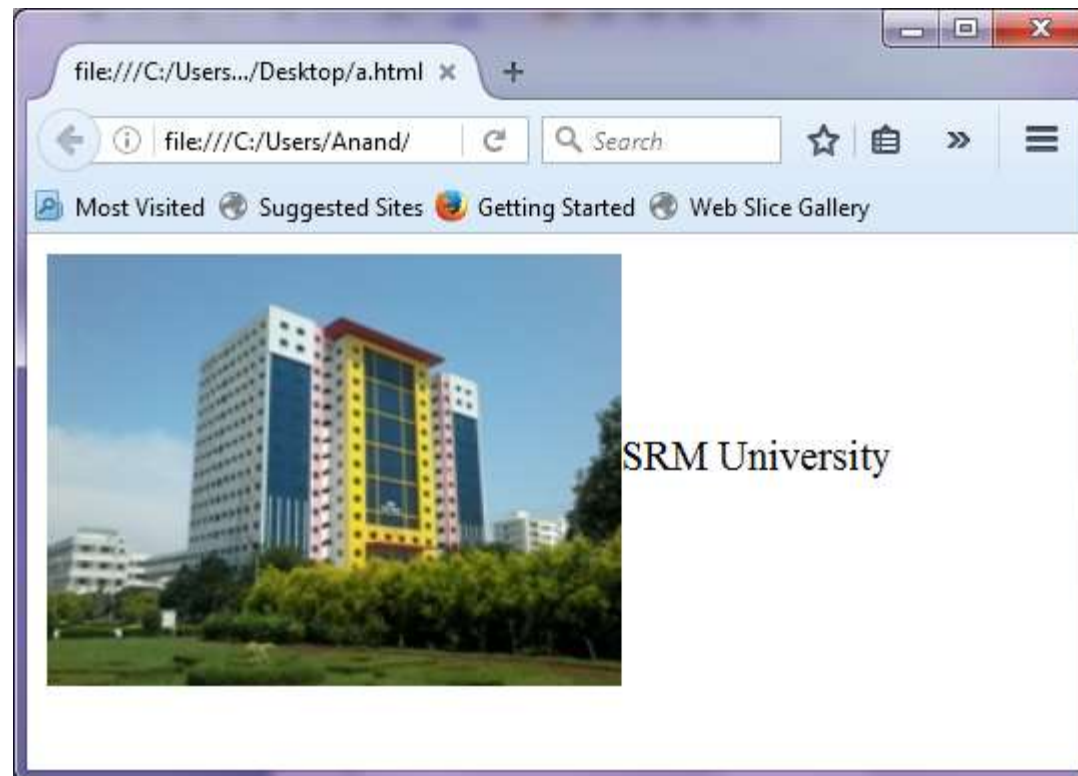 file:///C:/Users.../Desktop/a.html
file:///C:/Users/Anand/
Search
Most Visited Suggested Sites Getting Started Web Slice Gallery
SRM University